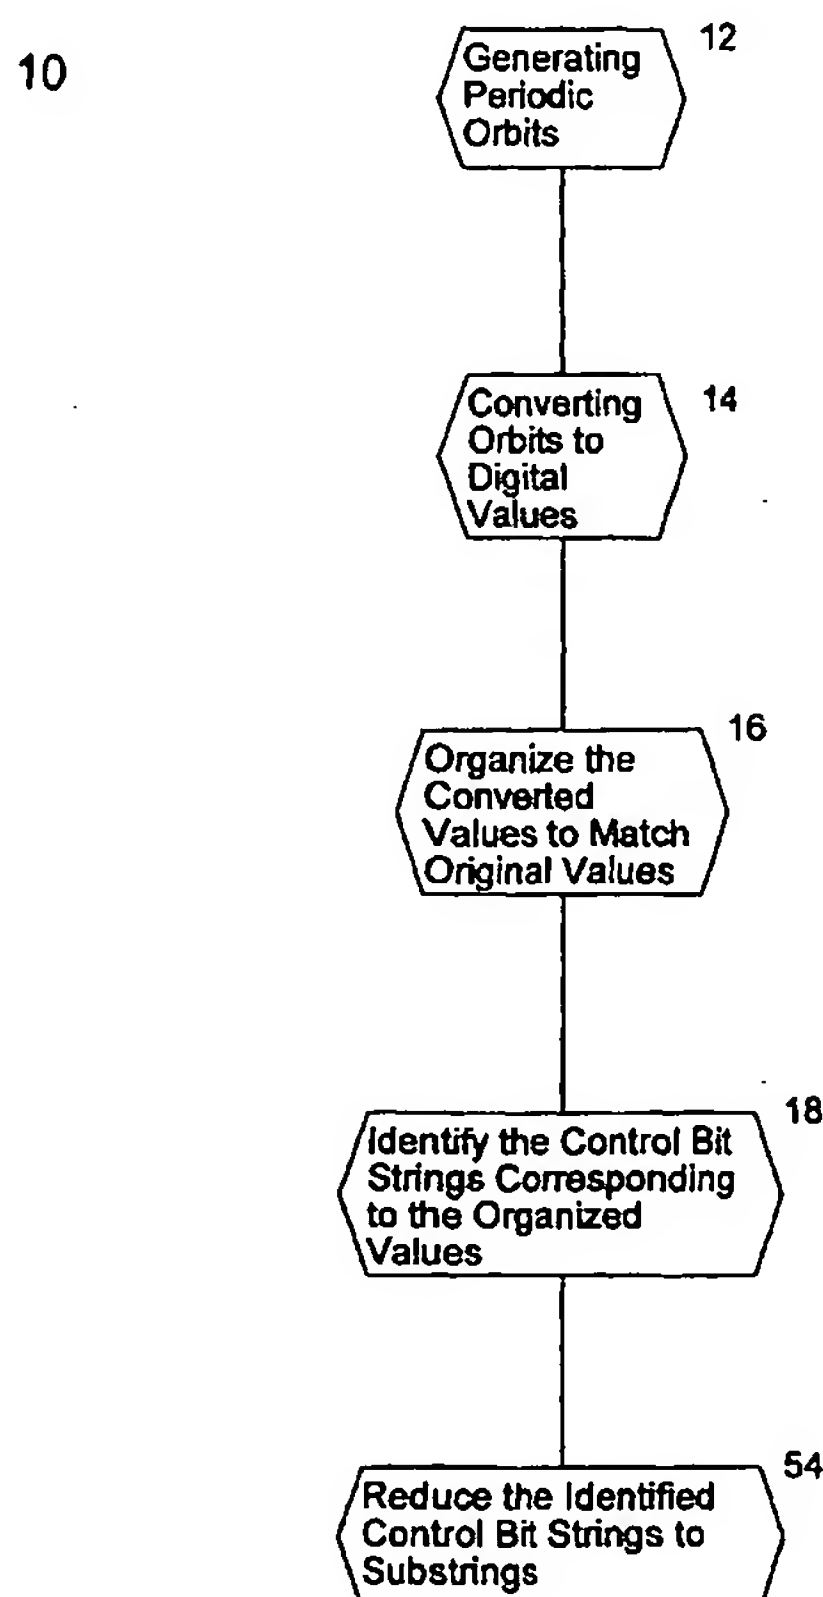 10
12
Generating
Periodic
Orbits
14
Converting
Orbits to
Digital
Values
16
Organize the
Converted
Values to Match
Original Values
18
Identify the Control Bit
Strings Corresponding
to the Organized
Values
54
Reduce the Identified
Control Bit Strings to
Substrings